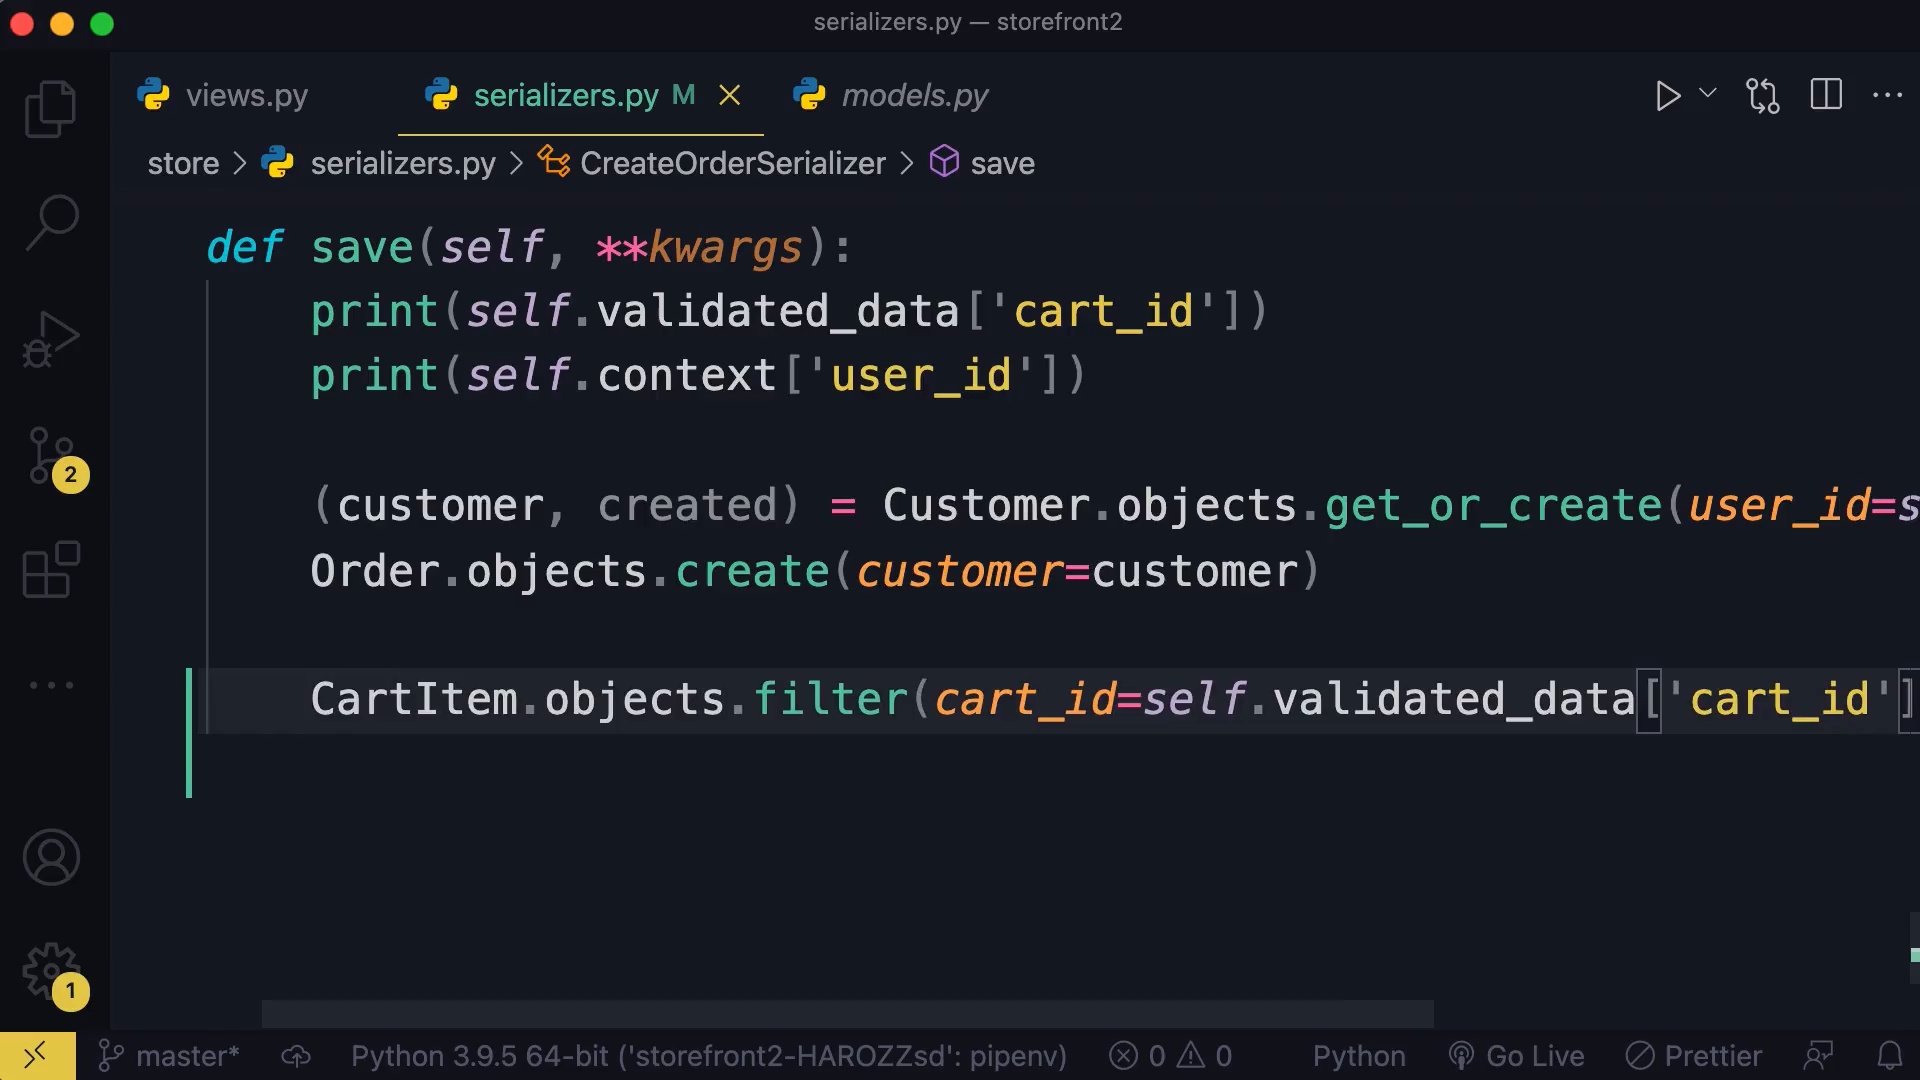 serializers.py — storefront2
views.py serializers.py M models.py
store > serializers.py > CreateOrderSerializer > save
def save(self, **kwargs):
print(self.validated_data['cart_id'])
print(self.context['user_id'])
(customer, created) = Customer.objects.get_or_create(user_id=s
Order.objects.create(customer=customer)
CartItem.objects.filter(cart_id=self.validated_data['cart_id']
2
1
master* Python 3.9.5 64-bit ('storefront2-HAROZZsd': pipenv) 0 0 Python Go Live Prettier